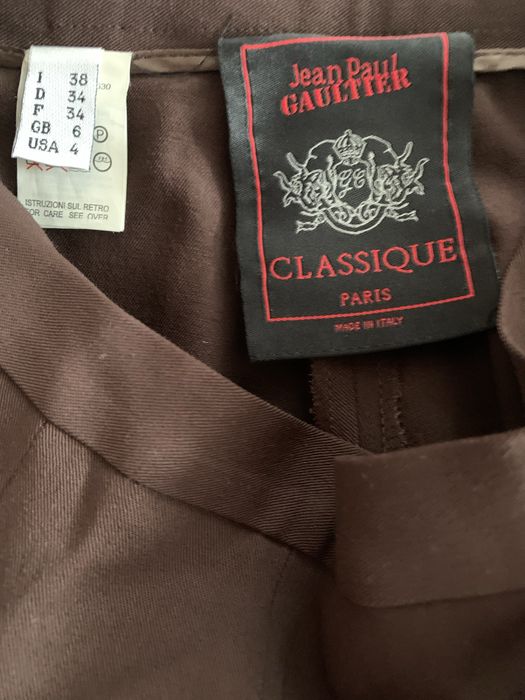 I 38
D 34
F 34
GB 6
USA 4
P
ISTRUZIONI SUL RETRO
FOR CARE SEE OVER
Jean Paul
GAULTIER
CLASSIQUE
PARIS
MADE IN ITALY